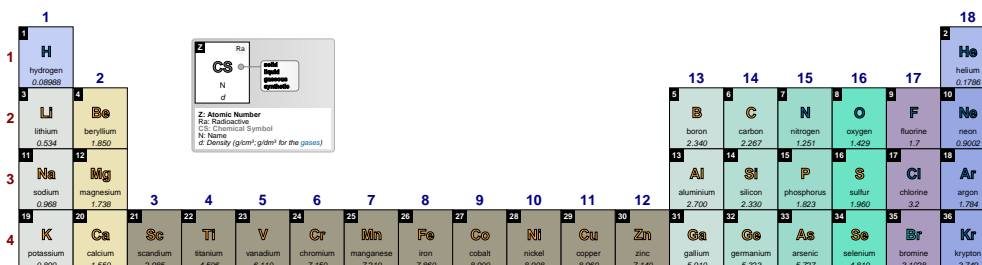 1 18
1 H hydrogen 0.08988 2 He helium 0.1786
1
Z Ra CS N d
solid
liquid
gaseous
synthetic
Z: Atomic Number
Ra: Radioactive
CS: Chemical Symbol
N: Name
d: Density (g/cm³; g/dm³ for the gases)
2 13 14 15 16 17
2
3 Li lithium 0.534
4 Be beryllium 1.850
5 B boron 2.340
6 C carbon 2.267
7 N nitrogen 1.251
8 O oxygen 1.429
9 F fluorine 1.7
10 Ne neon 0.9002
3
11 Na sodium 0.968
12 Mg magnesium 1.738
13 Al aluminium 2.700
14 Si silicon 2.330
15 P phosphorus 1.823
16 S sulfur 1.960
17 Cl chlorine 3.2
18 Ar argon 1.784
3 4 5 6 7 8 9 10 11 12
4
19 K potassium
20 Ca calcium
21 Sc scandium
22 Ti titanium
23 V vanadium
24 Cr chromium
25 Mn manganese
26 Fe iron
27 Co cobalt
28 Ni nickel
29 Cu copper
30 Zn zinc
31 Ga gallium
32 Ge germanium
33 As arsenic
34 Se selenium
35 Br bromine
36 Kr krypton